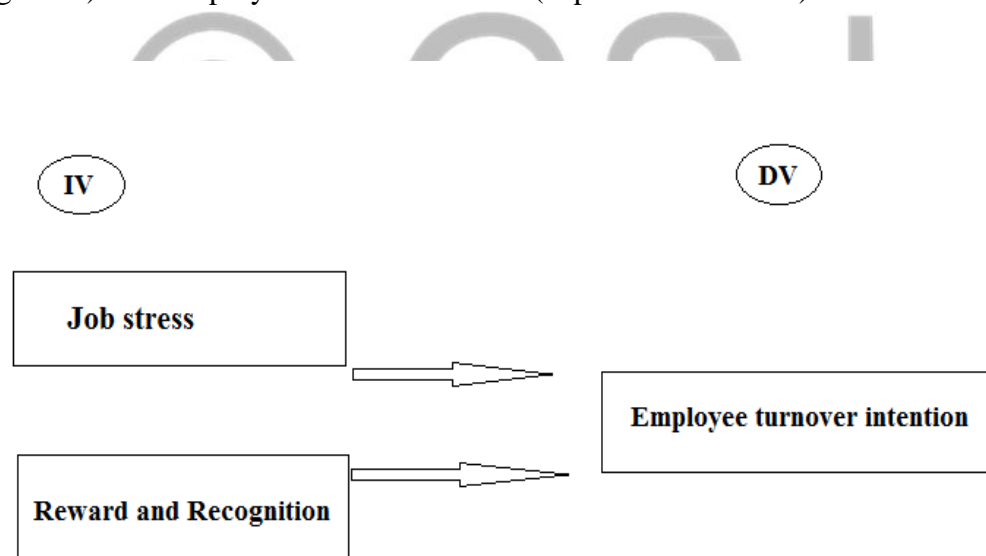 IV
DV
Job stress
Employee turnover intention
Reward and Recognition